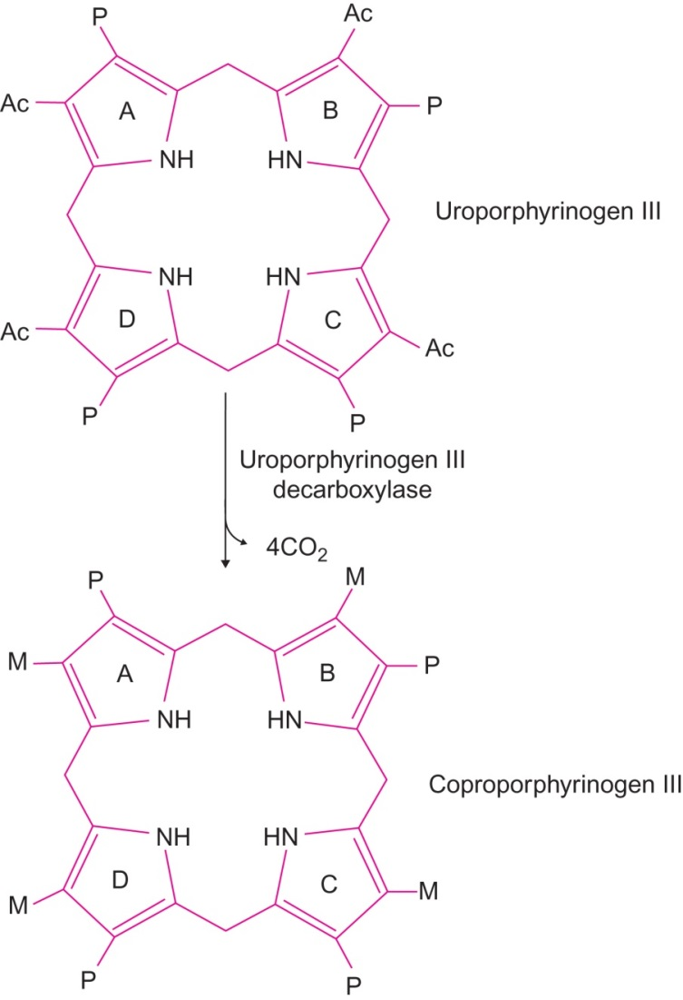 P
Ac
Ac
A
B
P
NH
HN
Uroporphyrinogen III
NH
HN
Ac
D
C
Ac
P
P
Uroporphyrinogen III
decarboxylase
4CO2
P
M
M
A
B
P
NH
HN
Coproporphyrinogen III
NH
HN
M
D
C
M
P
P